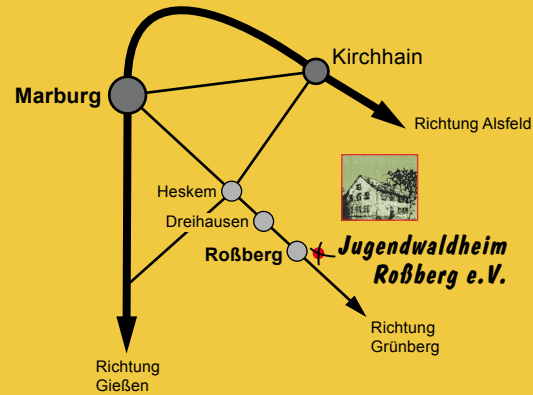 Kirchhain
Marburg
Richtung Alsfeld
Heskem
Dreihausen
Roßberg
Jugendwaldheim
Roßberg e.V.
Richtung
Grünberg
Richtung
Gießen